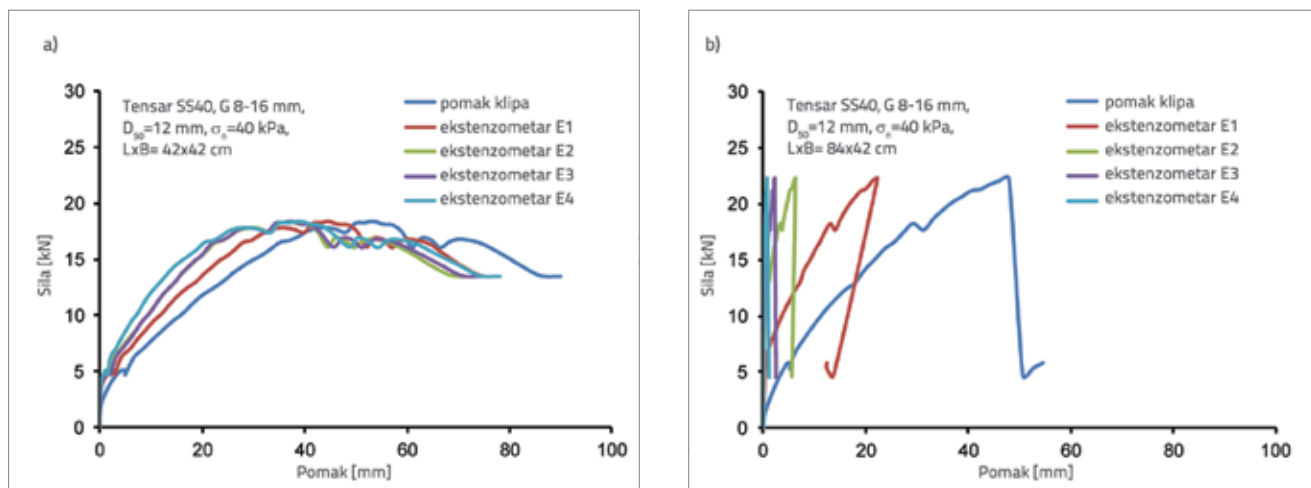 a)
30
25
20
15
10
5
0
Sila [kN]
Tensar SS40, G 8-16 mm,
D₅₀=12 mm, σₙ=40 kPa,
LxB= 42x42 cm
pomak klipa
ekstenzometar E1
ekstenzometar E2
ekstenzometar E3
ekstenzometar E4
0 20 40 60 80 100
Pomak [mm]
b)
30
25
20
15
10
5
0
Sila [kN]
Tensar SS40, G 8-16 mm,
D₅₀=12 mm, σₙ=40 kPa,
LxB= 84x42 cm
pomak klipa
ekstenzometar E1
ekstenzometar E2
ekstenzometar E3
ekstenzometar E4
0 20 40 60 80 100
Pomak [mm]